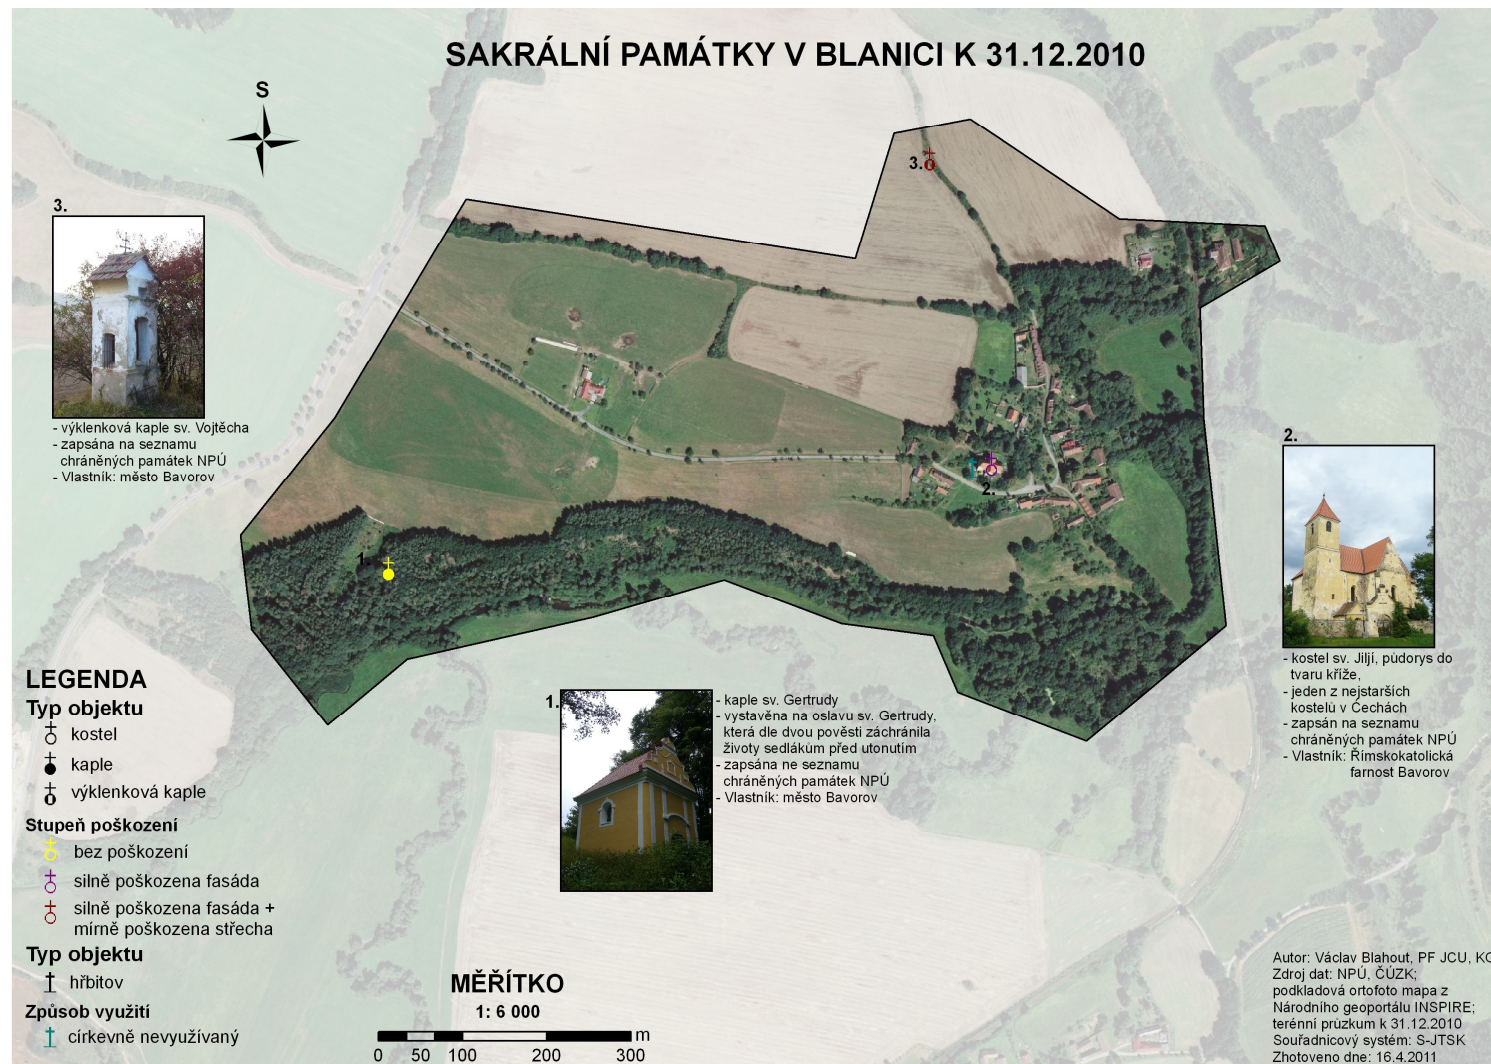 SAKRÁLNÍ PAMÁTKY V BLANICI K 31.12.2010
S
3.
3.
- výklenková kaple sv. Vojtěcha
- zapsána na seznamu
chráněných památek NPÚ
- Vlastník: město Bavorov
2.
2.
- kostel sv. Jiljí, půdorys do
tvaru kříže,
- jeden z nejstarších
kostelů v Čechách
- zapsán na seznamu
chráněných památek NPÚ
- Vlastník: Římskokatolická
farnost Bavorov
1.
1.
- kaple sv. Gertrudy
- vystavěna na oslavu sv. Gertrudy,
která dle dvou pověsti záchránila
životy sedlákům před utonutím
- zapsána ne seznamu
chráněných památek NPÚ
- Vlastník: město Bavorov
LEGENDA
Typ objektu
kostel
kaple
výklenková kaple
Stupeň poškození
bez poškození
silně poškozena fasáda
silně poškozena fasáda +
mírně poškozena střecha
Typ objektu
hřbitov
Způsob využití
církevně nevyužívaný
MĚŘÍTKO
1: 6 000
m
0 50 100 200 300
Autor: Václav Blahout, PF JCU, KG
Zdroj dat: NPÚ, ČÚZK;
podkladová ortofoto mapa z
Národního geoportálu INSPIRE;
terénní průzkum k 31.12.2010
Souřadnicový systém: S-JTSK
Zhotoveno dne: 16.4.2011